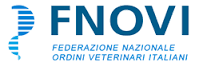 FNOVI
FEDERAZIONE NAZIONALE
ORDINI VETERINARI ITALIANI